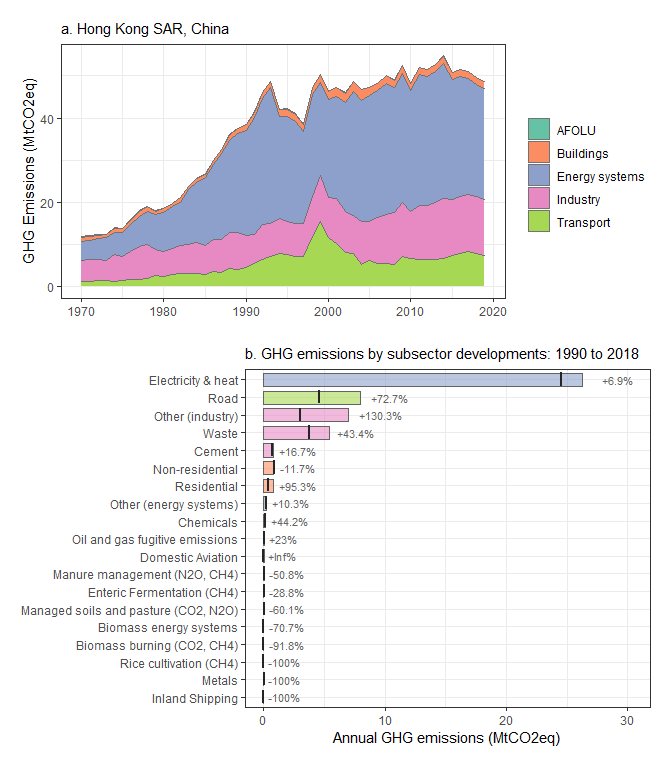 a. Hong Kong SAR, China
GHG Emissions (MtCO2eq)
40
20
0
1970 1980 1990 2000 2010 2020
AFOLU
Buildings
Energy systems
Industry
Transport
b. GHG emissions by subsector developments: 1990 to 2018
Electricity & heat +6.9%
Road +72.7%
Other (industry) +130.3%
Waste +43.4%
Cement +16.7%
Non-residential -11.7%
Residential +95.3%
Other (energy systems) +10.3%
Chemicals +44.2%
Oil and gas fugitive emissions +23%
Domestic Aviation +Inf%
Manure management (N2O, CH4) -50.8%
Enteric Fermentation (CH4) -28.8%
Managed soils and pasture (CO2, N2O) -60.1%
Biomass energy systems -70.7%
Biomass burning (CO2, CH4) -91.8%
Rice cultivation (CH4) -100%
Metals -100%
Inland Shipping -100%
0 10 20 30
Annual GHG emissions (MtCO2eq)